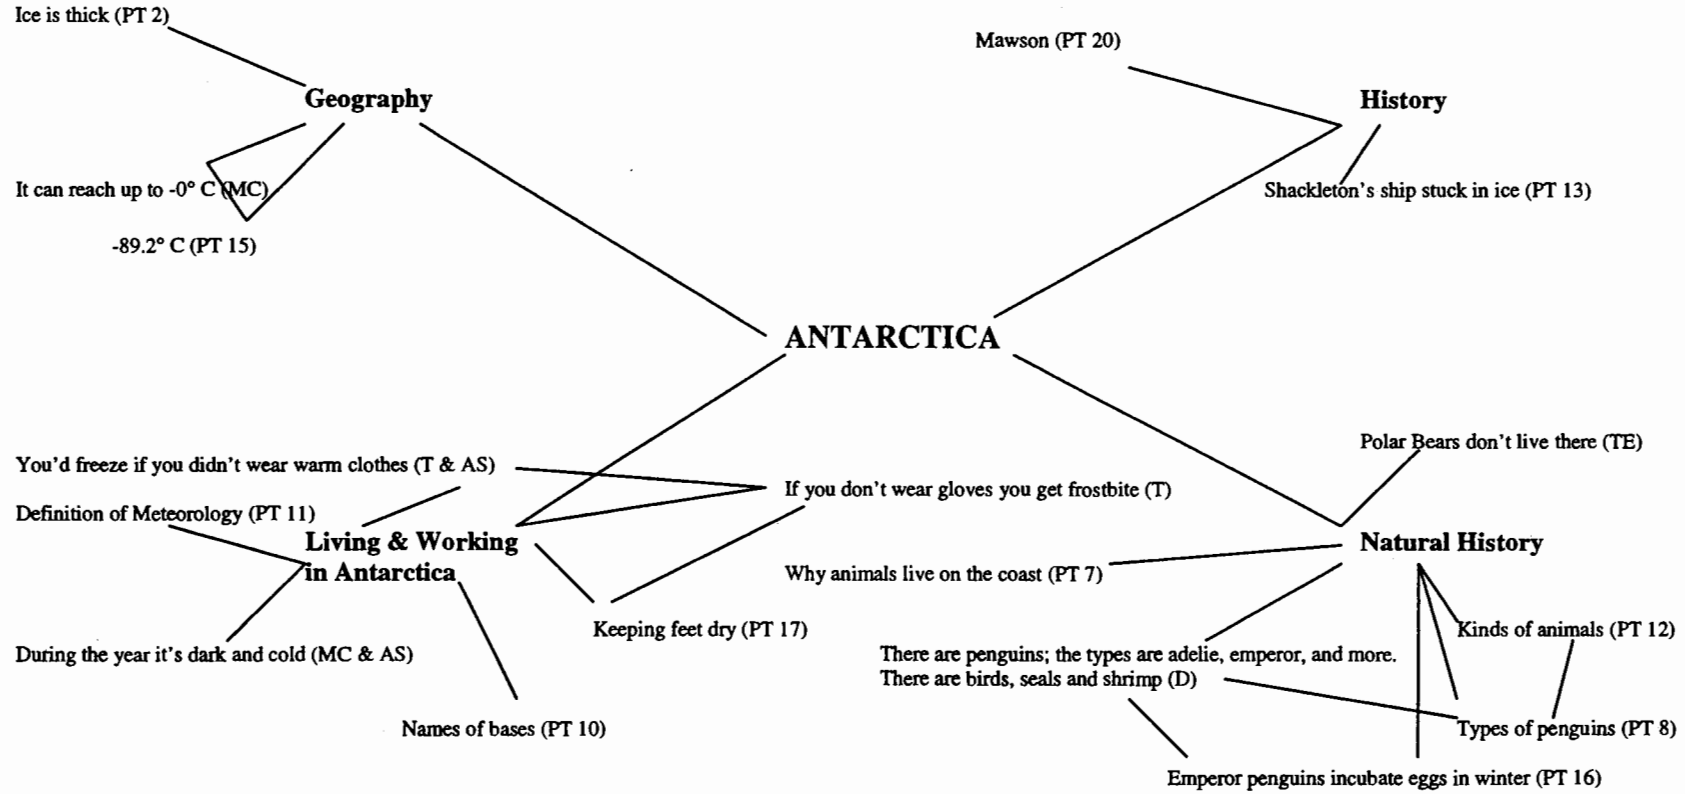 Ice is thick (PT 2)
Mawson (PT 20)
Geography
History
It can reach up to -0° C (MC)
Shackleton's ship stuck in ice (PT 13)
-89.2° C (PT 15)
ANTARCTICA
Polar Bears don't live there (TE)
You'd freeze if you didn't wear warm clothes (T & AS)
If you don't wear gloves you get frostbite (T)
Definition of Meteorology (PT 11)
Living & Working
in Antarctica
Natural History
Why animals live on the coast (PT 7)
Keeping feet dry (PT 17)
Kinds of animals (PT 12)
During the year it's dark and cold (MC & AS)
There are penguins; the types are adelie, emperor, and more.
There are birds, seals and shrimp (D)
Names of bases (PT 10)
Types of penguins (PT 8)
Emperor penguins incubate eggs in winter (PT 16)